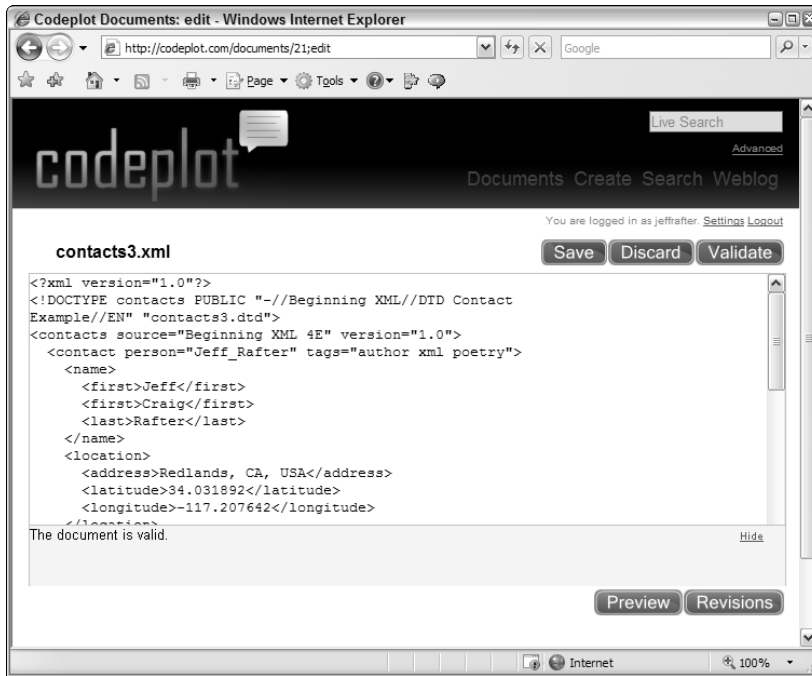 Codeplot Documents: edit - Windows Internet Explorer
http://codeplot.com/documents/21;edit
Google
Page Tools
codeplot
Live Search
Advanced
Documents Create Search Weblog
You are logged in as jeffrafter. Settings Logout
contacts3.xml
Save Discard Validate
<?xml version="1.0"?>
<!DOCTYPE contacts PUBLIC "-//Beginning XML//DTD Contact
Example//EN" "contacts3.dtd">
<contacts source="Beginning XML 4E" version="1.0">
<contact person="Jeff_Rafter" tags="author xml poetry">
<name>
<first>Jeff</first>
<first>Craig</first>
<last>Rafter</last>
</name>
<location>
<address>Redlands, CA, USA</address>
<latitude>34.031892</latitude>
<longitude>-117.207642</longitude>
</location>
The document is valid.
Hide
Preview Revisions
Internet
100%